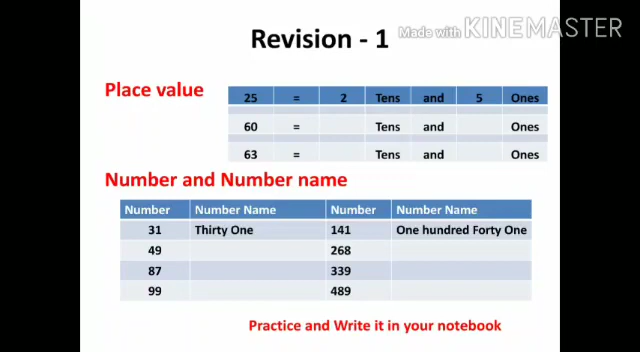 Made with KINEMASTER
Revision - 1
Place value
25 = 2 Tens and 5 Ones
60 = Tens and Ones
63 = Tens and Ones
Number and Number name
Number Number Name Number Number Name
31 Thirty One 141 One hundred Forty One
49 268
87 339
99 489
Practice and Write it in your notebook